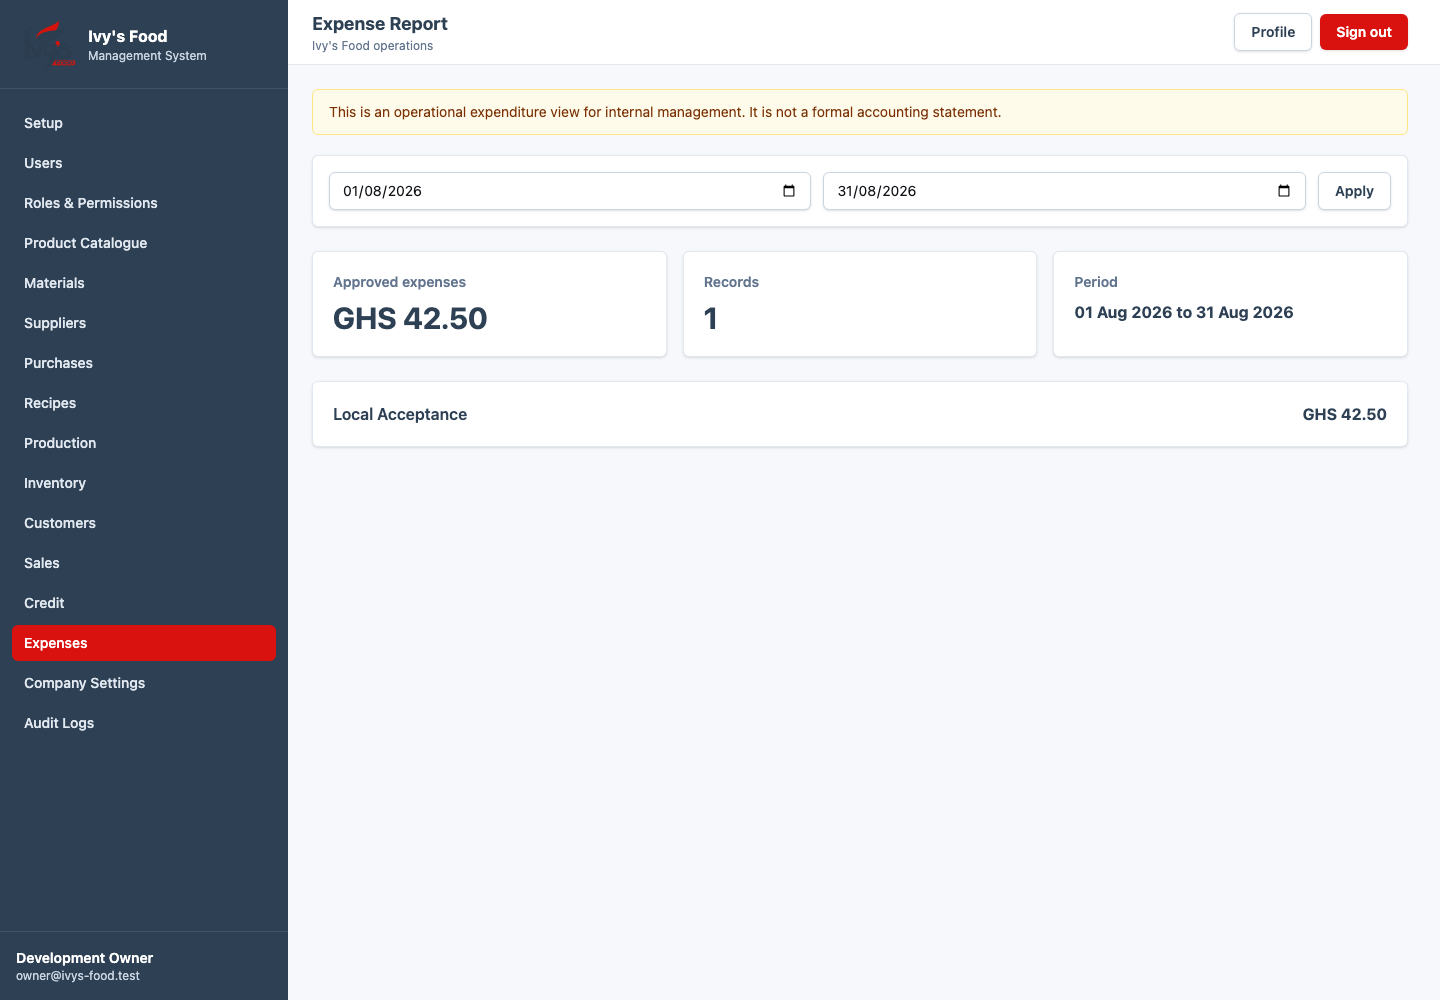 Ivy's Food
Management System
Setup
Users
Roles & Permissions
Product Catalogue
Materials
Suppliers
Purchases
Recipes
Production
Inventory
Customers
Sales
Credit
Expenses
Company Settings
Audit Logs
Development Owner
owner@ivys-food.test
Expense Report
Ivy's Food operations
Profile
Sign out
This is an operational expenditure view for internal management. It is not a formal accounting statement.
01/08/2026
31/08/2026
Apply
Approved expenses
GHS 42.50
Records
1
Period
01 Aug 2026 to 31 Aug 2026
Local Acceptance
GHS 42.50